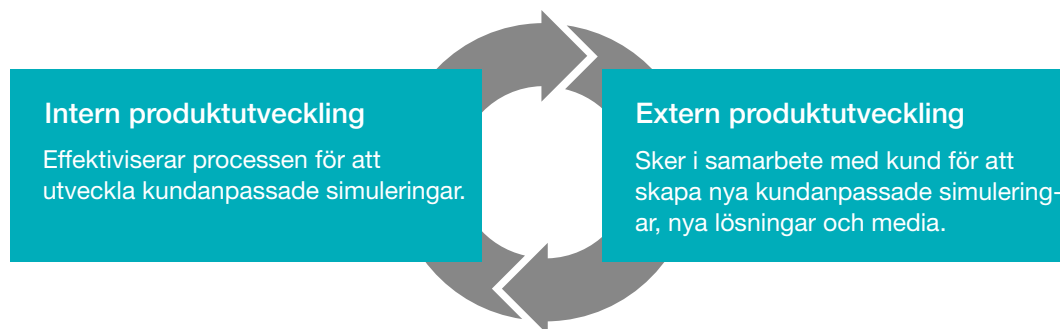 Intern produktutveckling
Effektiviserar processen för att
utveckla kundanpassade simuleringar.
Extern produktutveckling
Sker i samarbete med kund för att
skapa nya kundanpassade simulering-
ar, nya lösningar och media.